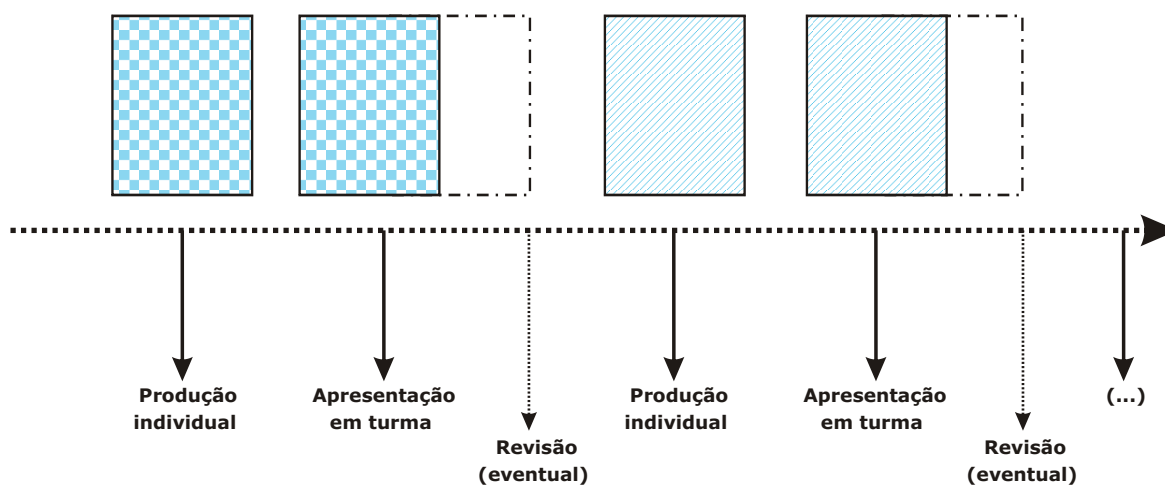 Produção
individual
Apresentação
em turma
Revisão
(eventual)
Produção
individual
Apresentação
em turma
Revisão
(eventual)
(...)